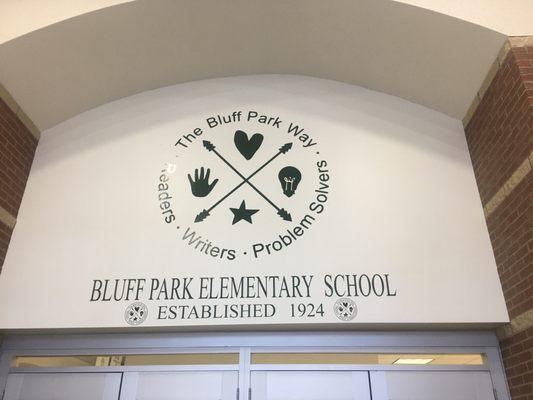 The Bluff Park Way ·
Readers · Writers · Problem Solvers ·
BLUFF PARK ELEMENTARY SCHOOL
ESTABLISHED 1924